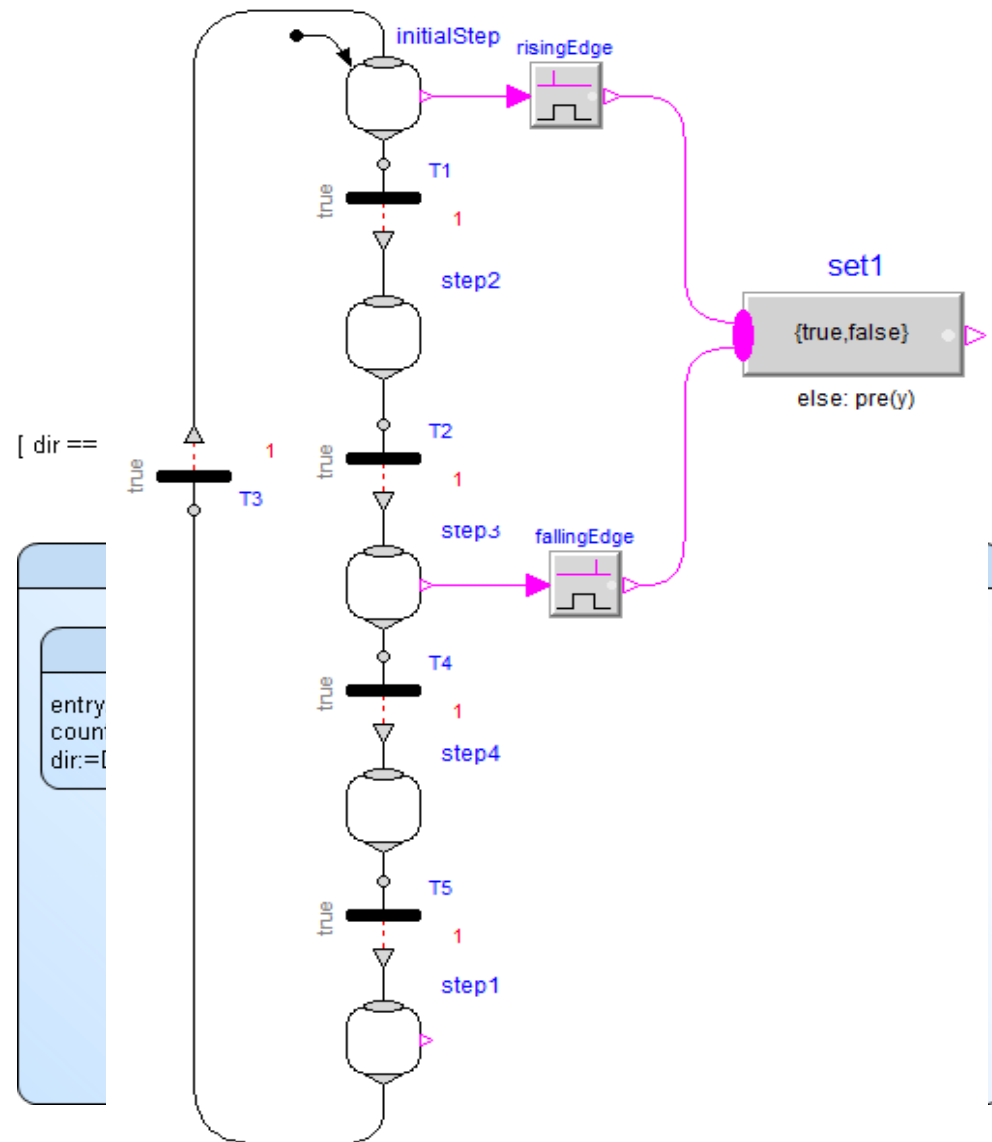 initialStep
risingEdge
T1
true
1
set1
step2
{true,false}
else: pre(y)
[ dir ==
1
T2
true
true
1
T3
step3
fallingEdge
T4
true
1
entry
step4
dir:=
T5
true
1
step1